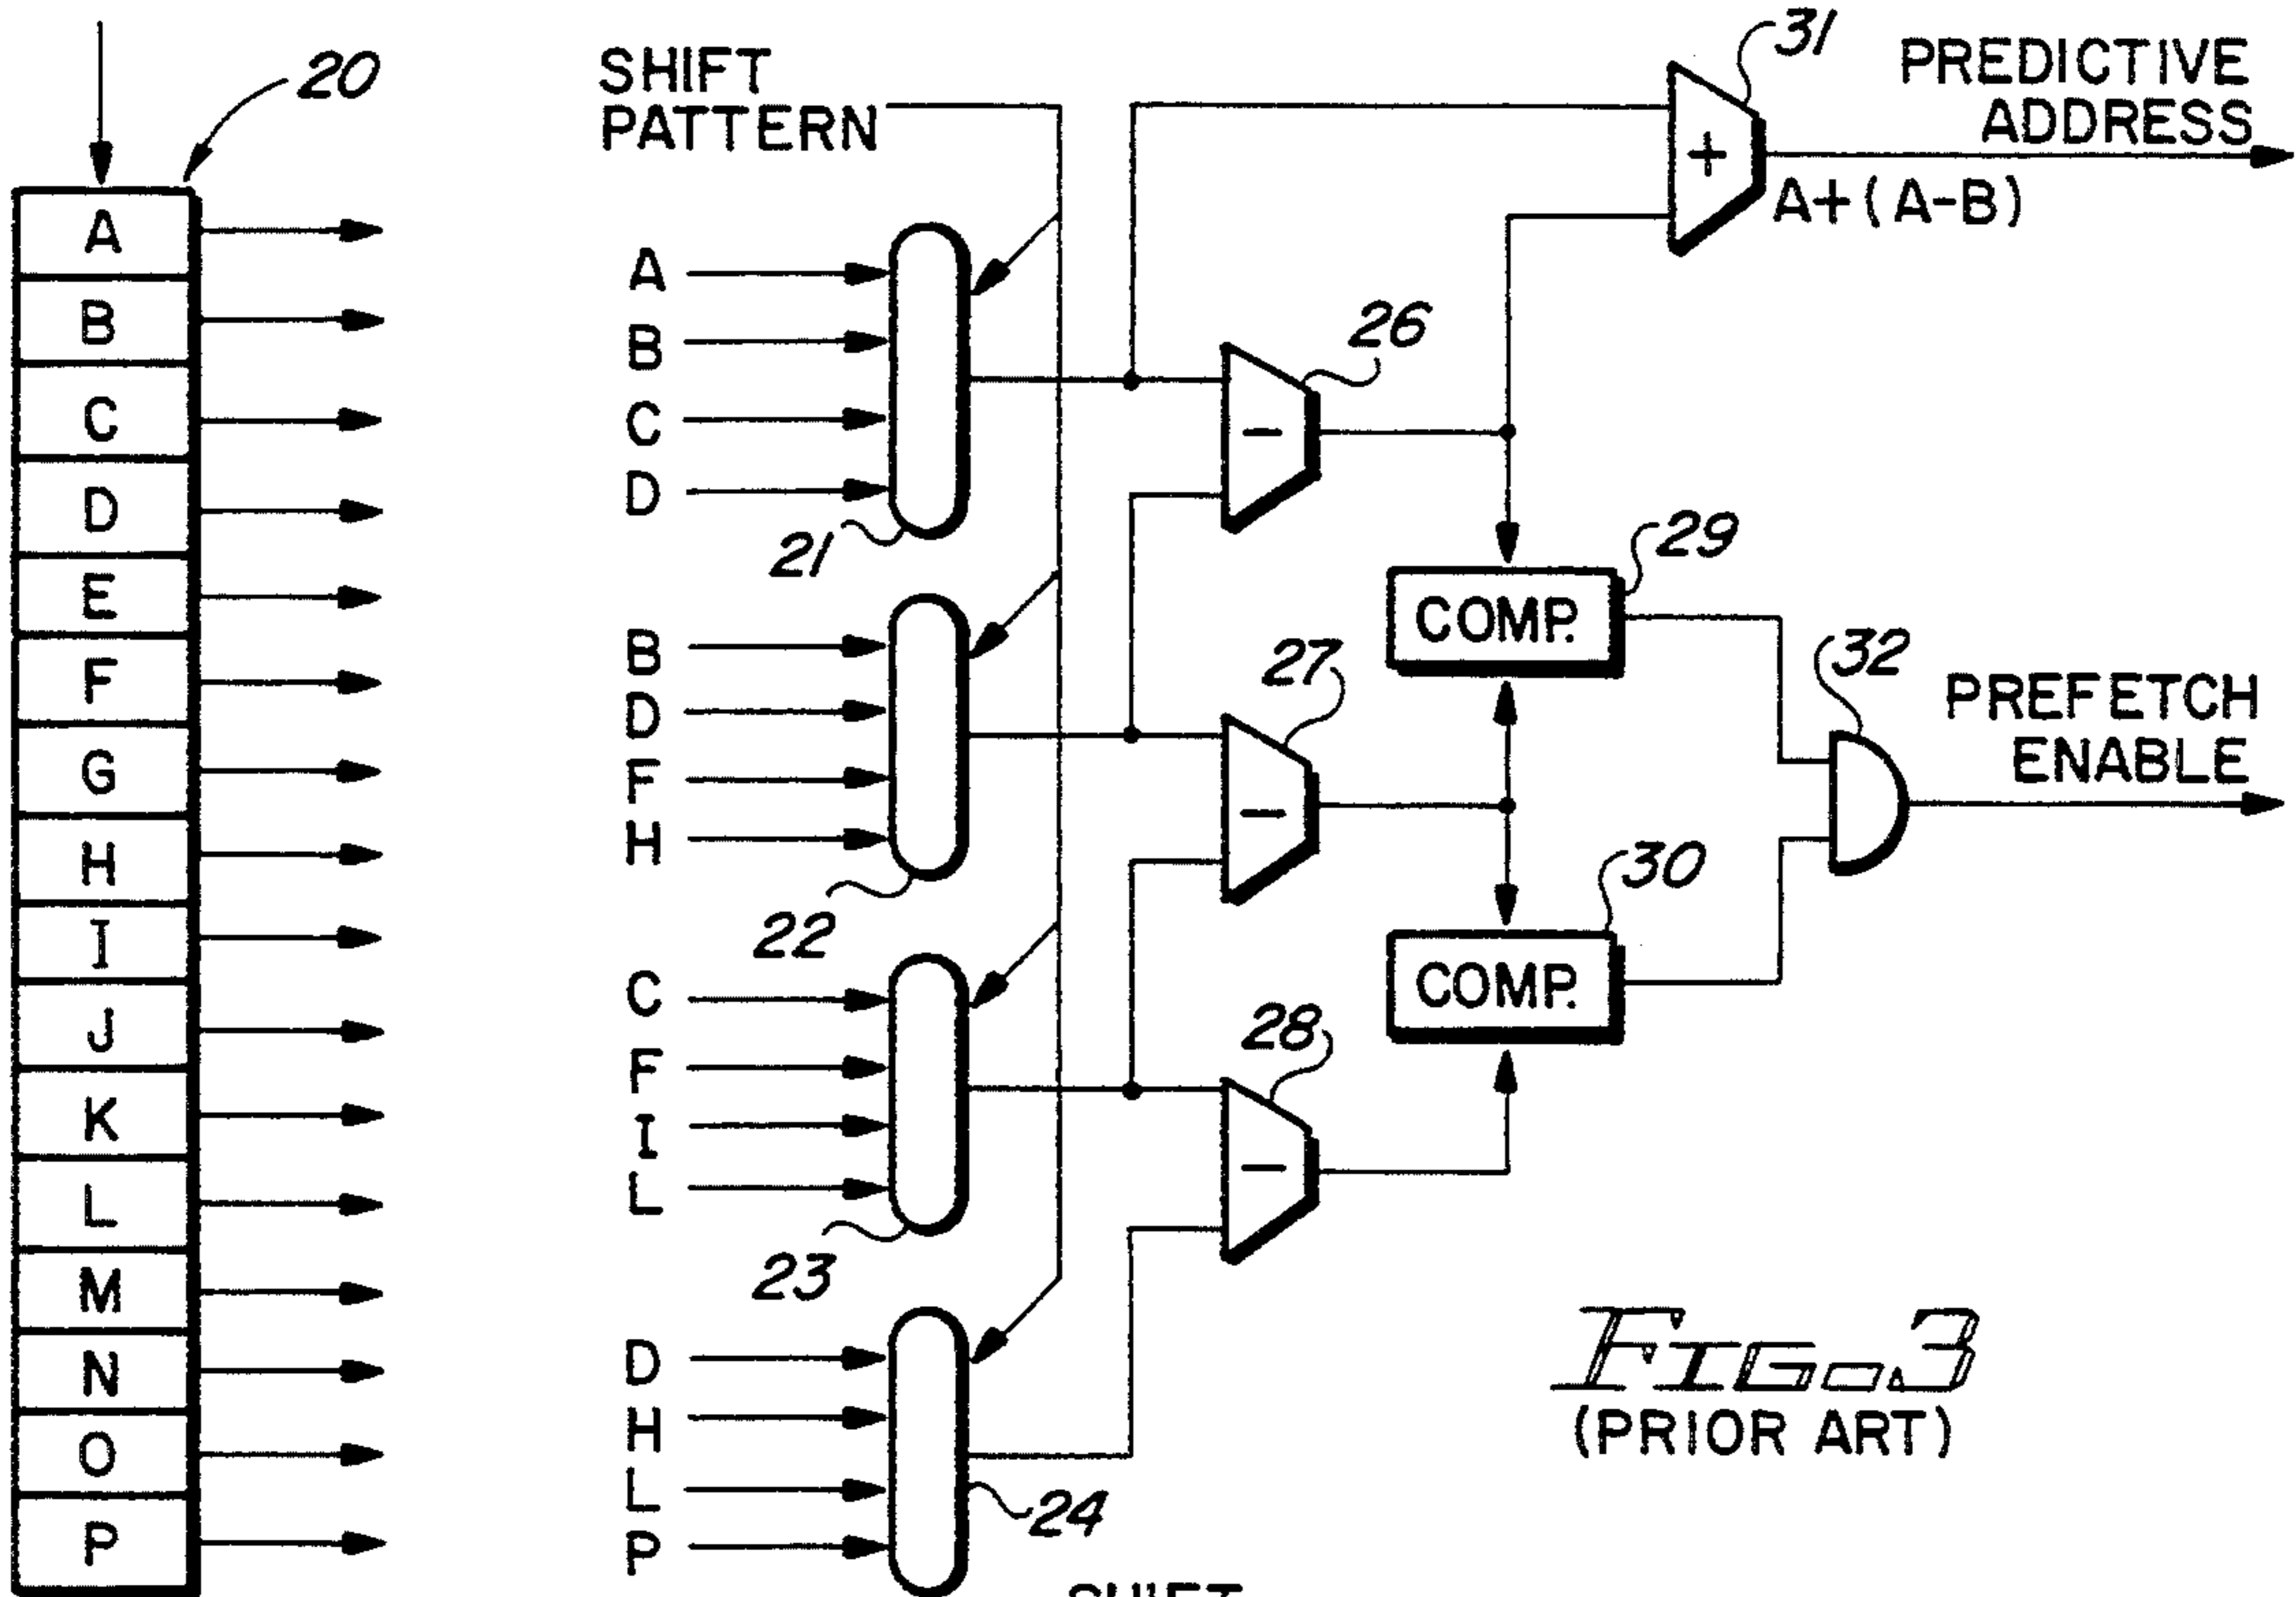 20
A
B
C
D
E
F
G
H
I
J
K
L
M
N
O
P
SHIFT
PATTERN
A
B
C
D
21
B
D
F
H
22
C
F
I
L
23
D
H
L
P
24
26
27
28
COMP.
29
COMP.
30
+
31
-
-
-
32
PREDICTIVE
ADDRESS
A+(A-B)
PREFETCH
ENABLE
FIG. 3
(PRIOR ART)